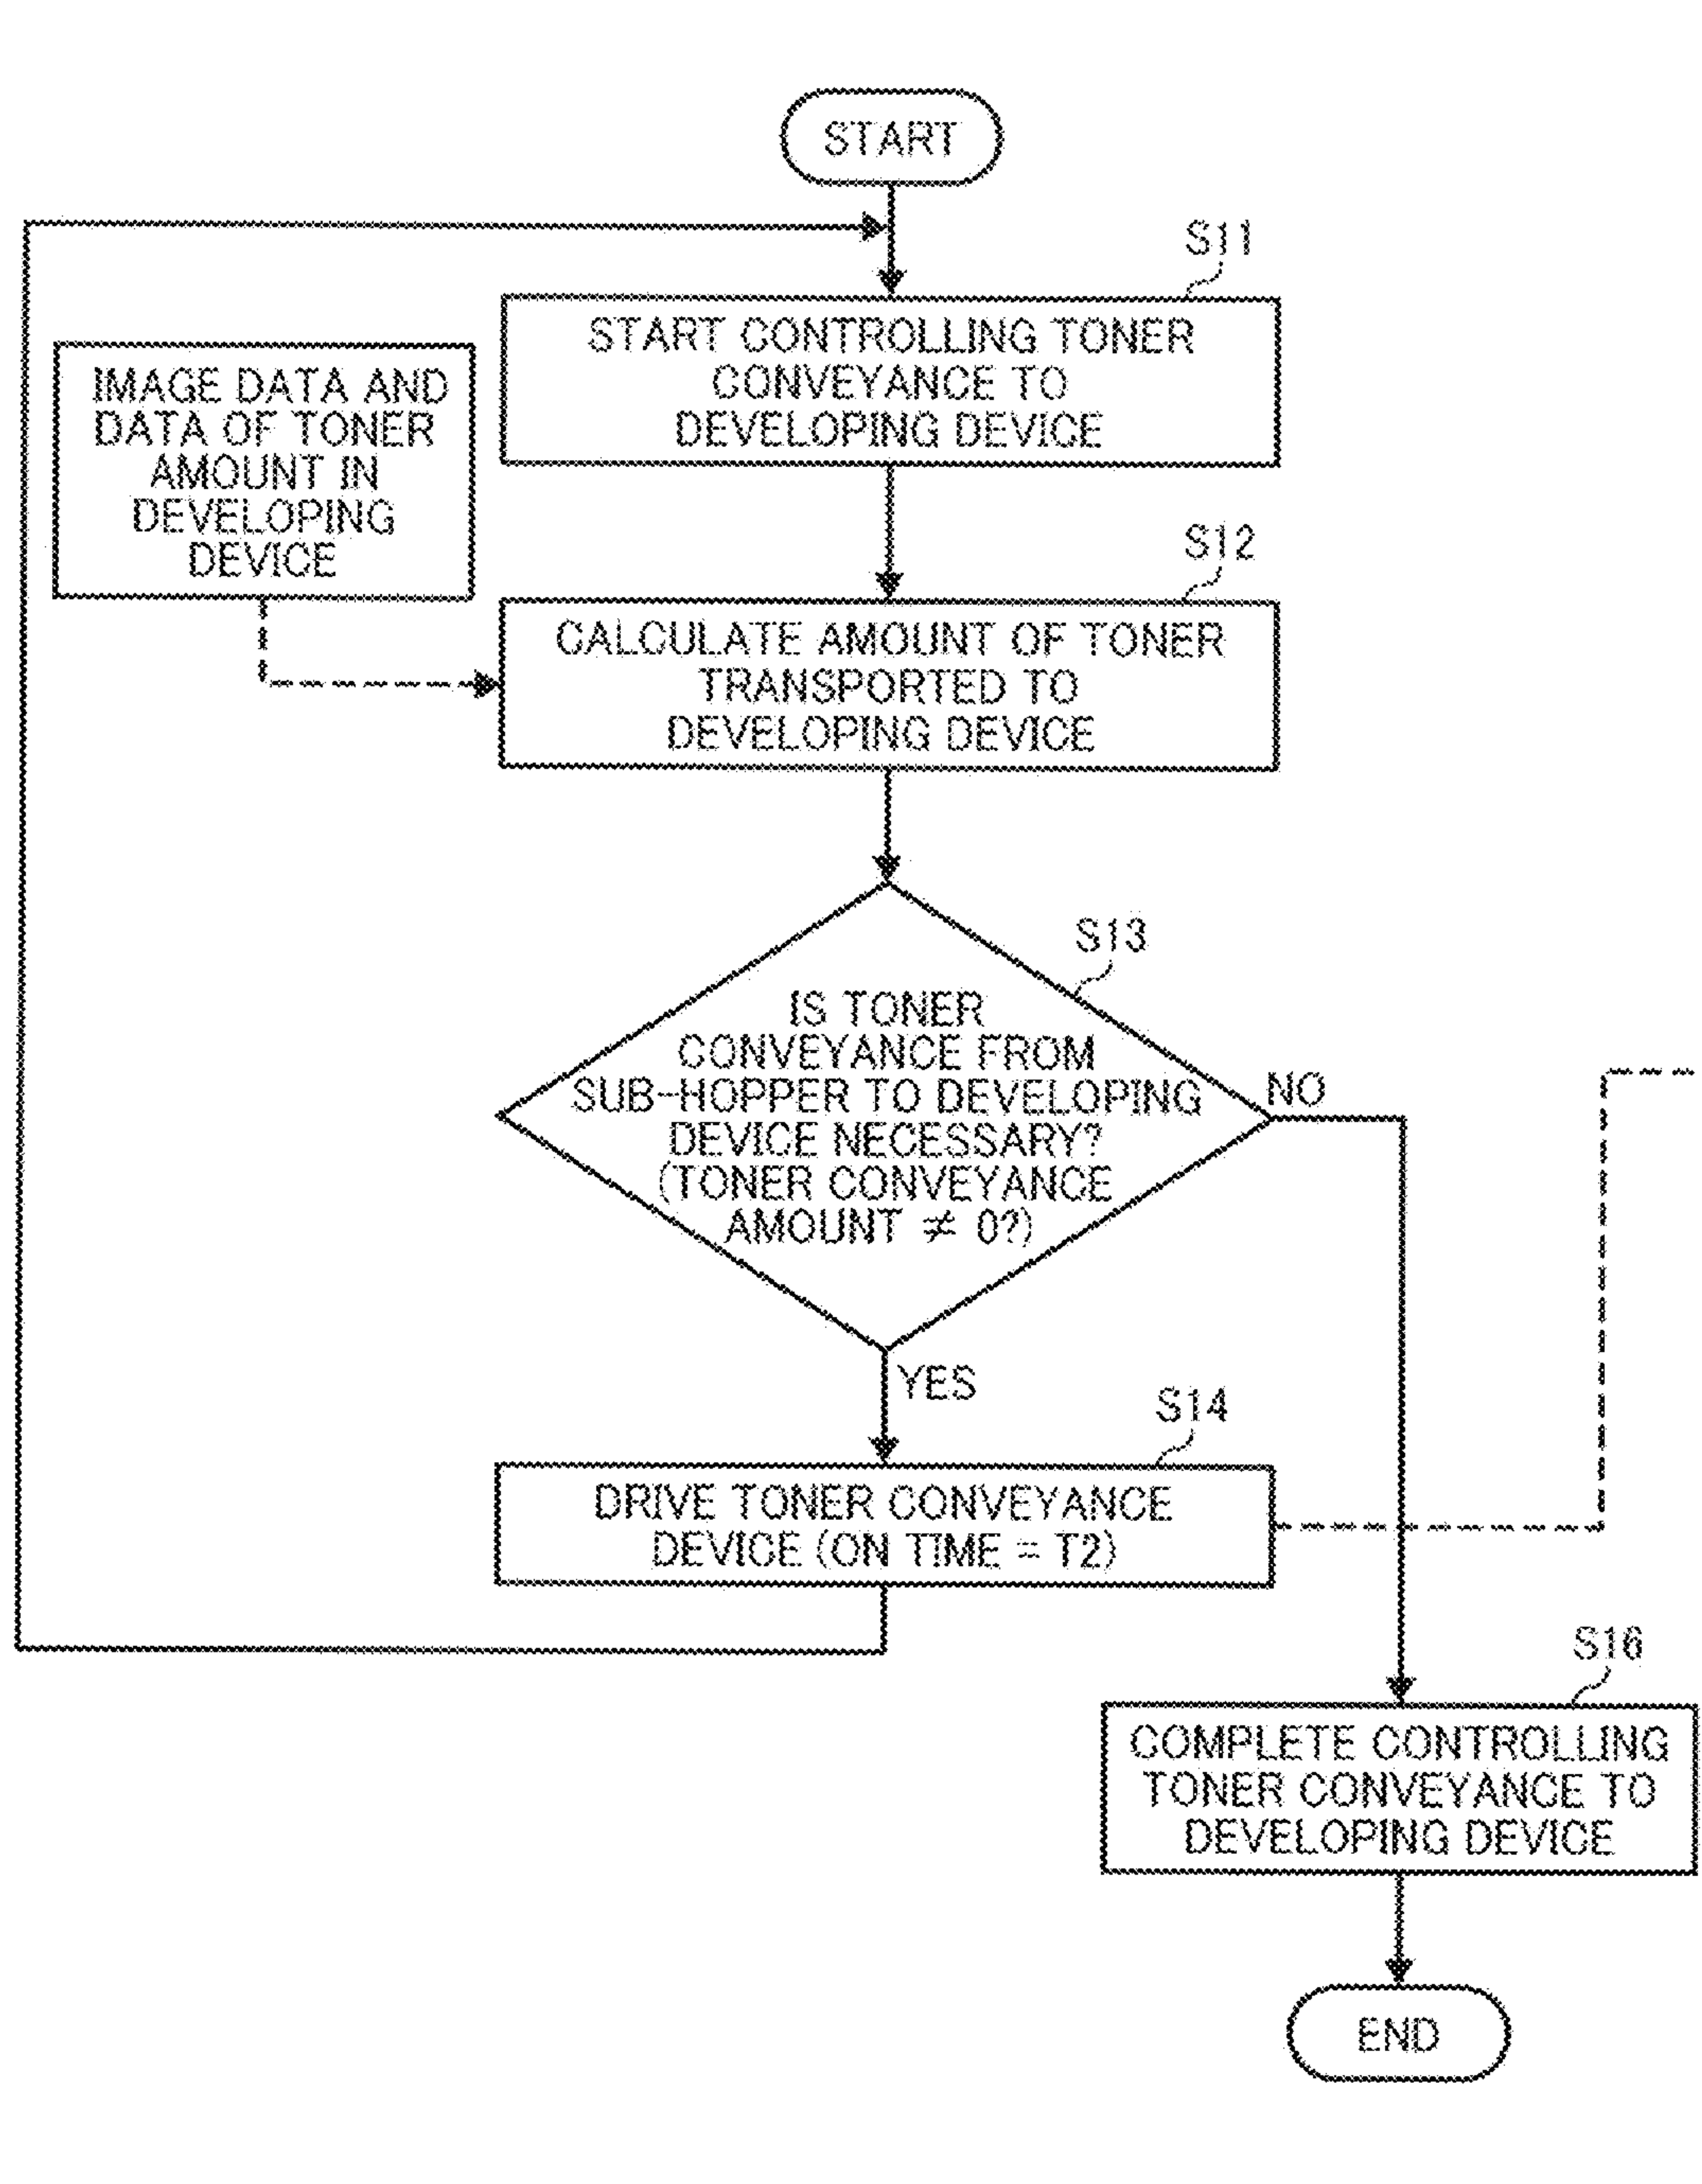 START
S11
START CONTROLLING TONER
CONVEYANCE TO
DEVELOPING DEVICE
IMAGE DATA AND
DATA OF TONER
AMOUNT IN
DEVELOPING
DEVICE
S12
CALCULATE AMOUNT OF TONER
TRANSPORTED TO
DEVELOPING DEVICE
S13
IS TONER
CONVEYANCE FROM
SUB-HOPPER TO DEVELOPING
DEVICE NECESSARY?
(TONER CONVEYANCE
AMOUNT ≠ 0?)
NO
YES
S14
DRIVE TONER CONVEYANCE
DEVICE (ON TIME = T2)
S16
COMPLETE CONTROLLING
TONER CONVEYANCE TO
DEVELOPING DEVICE
END